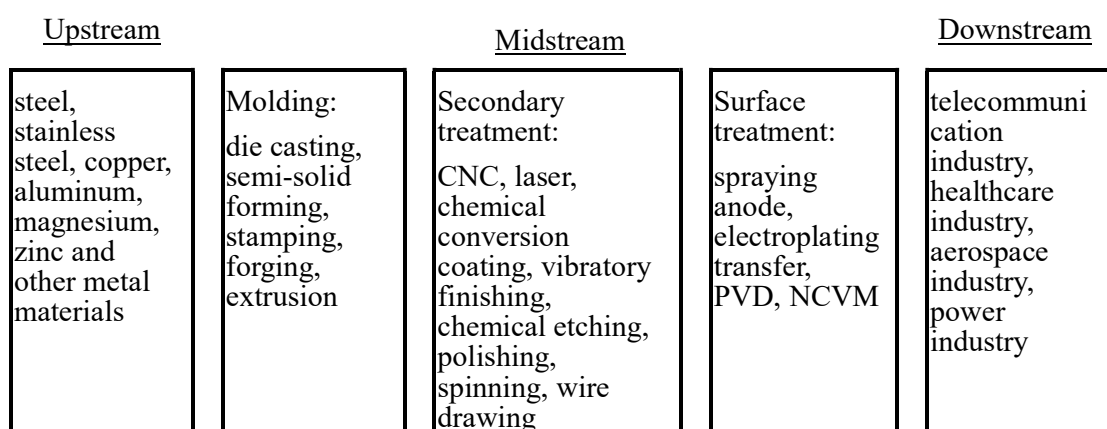 Upstream
Midstream
Downstream
steel,
stainless
steel, copper,
aluminum,
magnesium,
zinc and
other metal
materials
Molding:
die casting,
semi-solid
forming,
stamping,
forging,
extrusion
Secondary
treatment:
CNC, laser,
chemical
conversion
coating, vibratory
finishing,
chemical etching,
polishing,
spinning, wire
drawing
Surface
treatment:
spraying
anode,
electroplating
transfer,
PVD, NCVM
telecommuni
cation
industry,
healthcare
industry,
aerospace
industry,
power
industry